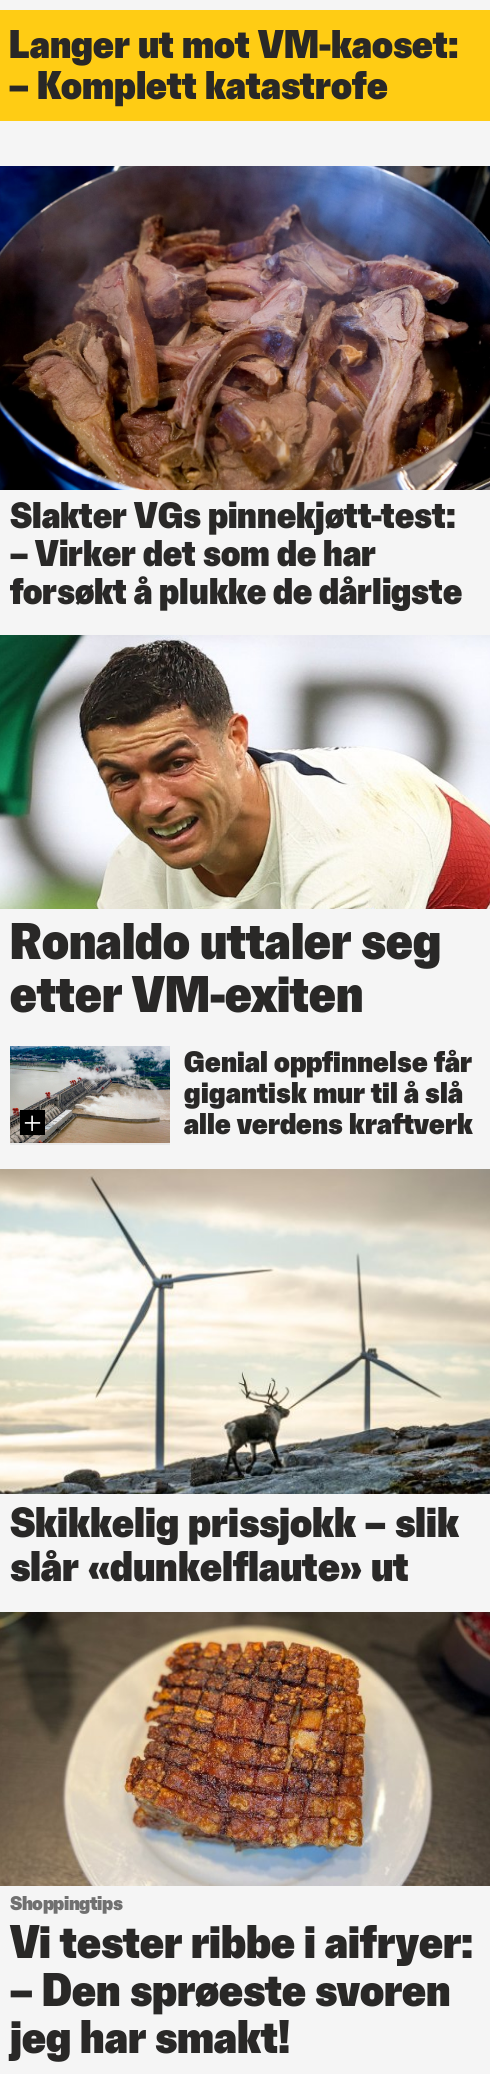 Langer ut mot VM-kaoset:
– Komplett katastrofe
Slakter VGs pinnekjøtt-test:
– Virker det som de har
forsøkt å plukke de dårligste
Ronaldo uttaler seg
etter VM-exiten
Genial oppfinnelse får
gigantisk mur til å slå
alle verdens kraftverk
Skikkelig prissjokk – slik
slår «dunkelflaute» ut
Shoppingtips
Vi tester ribbe i aifryer:
– Den sprøeste svoren
jeg har smakt!